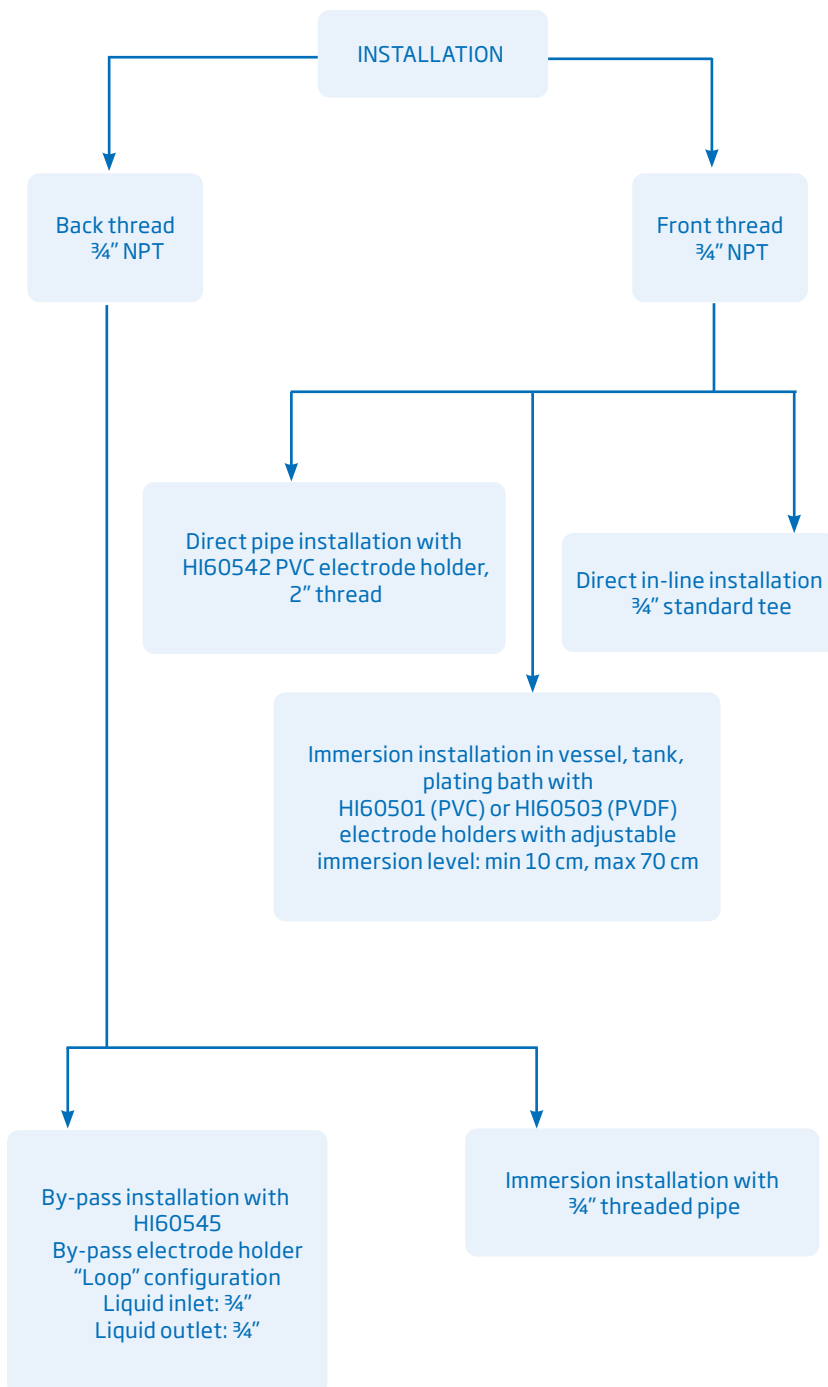 INSTALLATION
Back thread
¾” NPT
Front thread
¾” NPT
Direct pipe installation with
HI60542 PVC electrode holder,
2” thread
Direct in-line installation
¾” standard tee
Immersion installation in vessel, tank,
plating bath with
HI60501 (PVC) or HI60503 (PVDF)
electrode holders with adjustable
immersion level: min 10 cm, max 70 cm
By-pass installation with
HI60545
By-pass electrode holder
“Loop” configuration
Liquid inlet: ¾”
Liquid outlet: ¾”
Immersion installation with
¾” threaded pipe